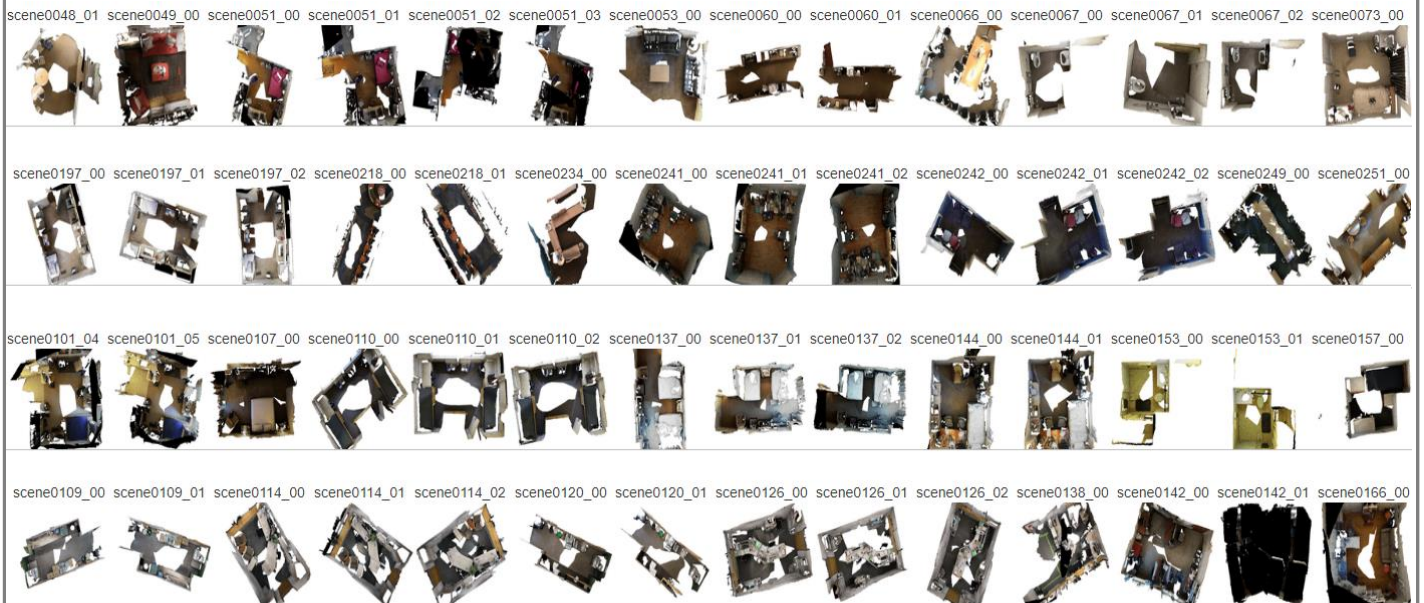 scene0048_01 scene0049_00 scene0051_00 scene0051_01 scene0051_02 scene0051_03 scene0053_00 scene0060_00 scene0060_01 scene0066_00 scene0067_00 scene0067_01 scene0067_02 scene0073_00
scene0197_00 scene0197_01 scene0197_02 scene0218_00 scene0218_01 scene0234_00 scene0241_00 scene0241_01 scene0241_02 scene0242_00 scene0242_01 scene0242_02 scene0249_00 scene0251_00
scene0101_04 scene0101_05 scene0107_00 scene0110_00 scene0110_01 scene0110_02 scene0137_00 scene0137_01 scene0137_02 scene0144_00 scene0144_01 scene0153_00 scene0153_01 scene0157_00
scene0109_00 scene0109_01 scene0114_00 scene0114_01 scene0114_02 scene0120_00 scene0120_01 scene0126_00 scene0126_01 scene0126_02 scene0138_00 scene0142_00 scene0142_01 scene0166_00